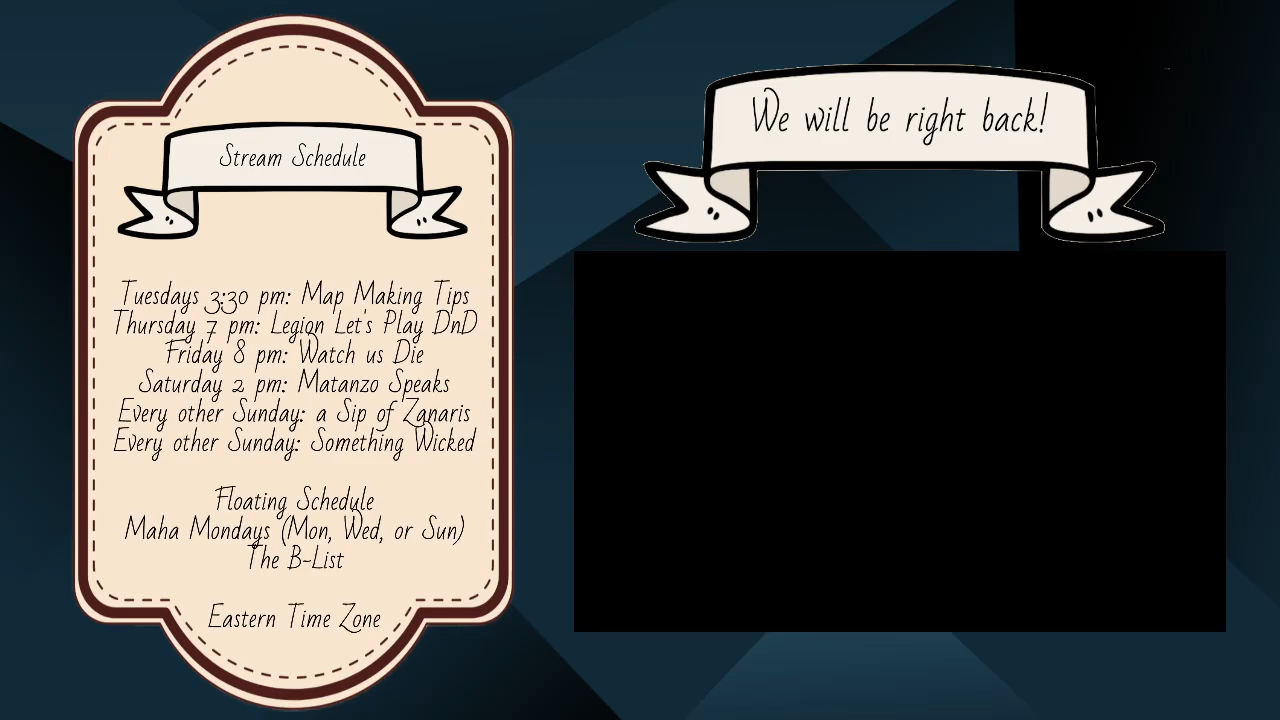 Stream Schedule
Tuesdays 3:30 pm: Map Making Tips
Thursday 7 pm: Legion Let's Play DnD
Friday 8 pm: Watch us Die
Saturday 2 pm: Matanzo Speaks
Every other Sunday: a Sip of Zanaris
Every other Sunday: Something Wicked
Floating Schedule
Maha Mondays (Mon, Wed, or Sun)
The B-List
Eastern Time Zone
We will be right back!